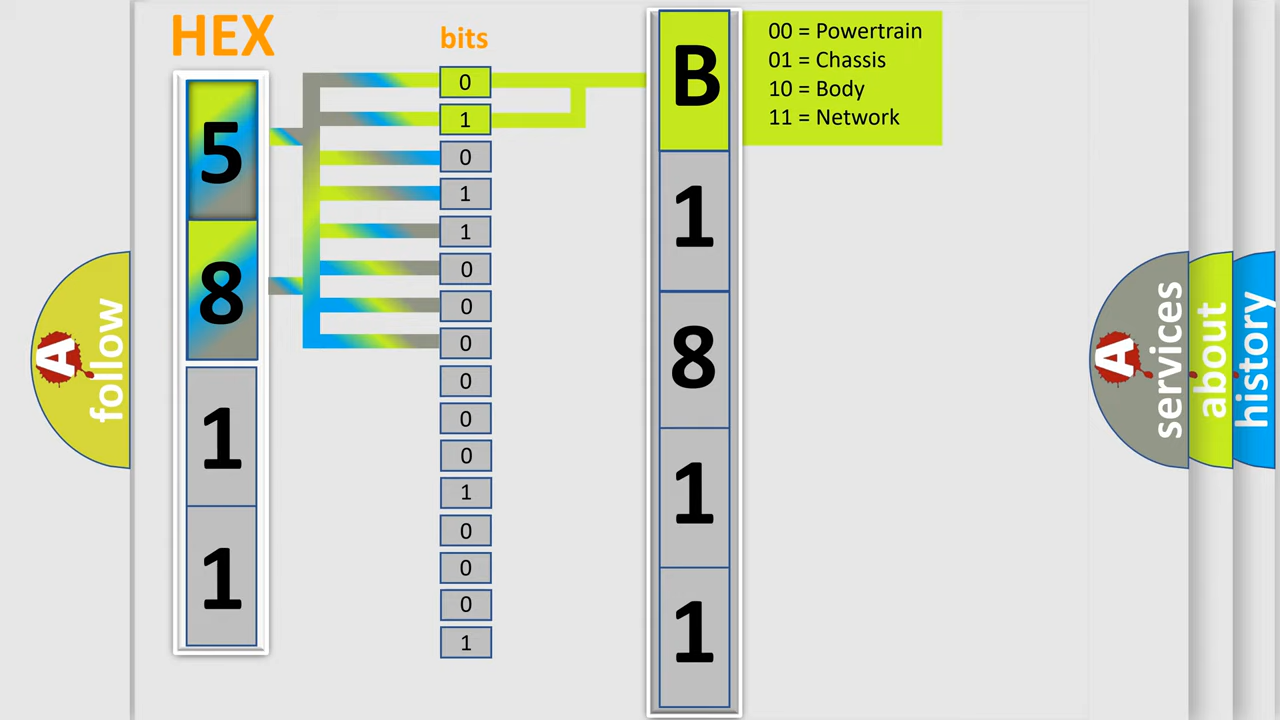 HEX
bits
5
8
1
1
0
1
0
1
1
0
0
0
0
0
0
1
0
0
0
1
B
1
8
1
1
00 = Powertrain
01 = Chassis
10 = Body
11 = Network
A
follow
A
services
about
history